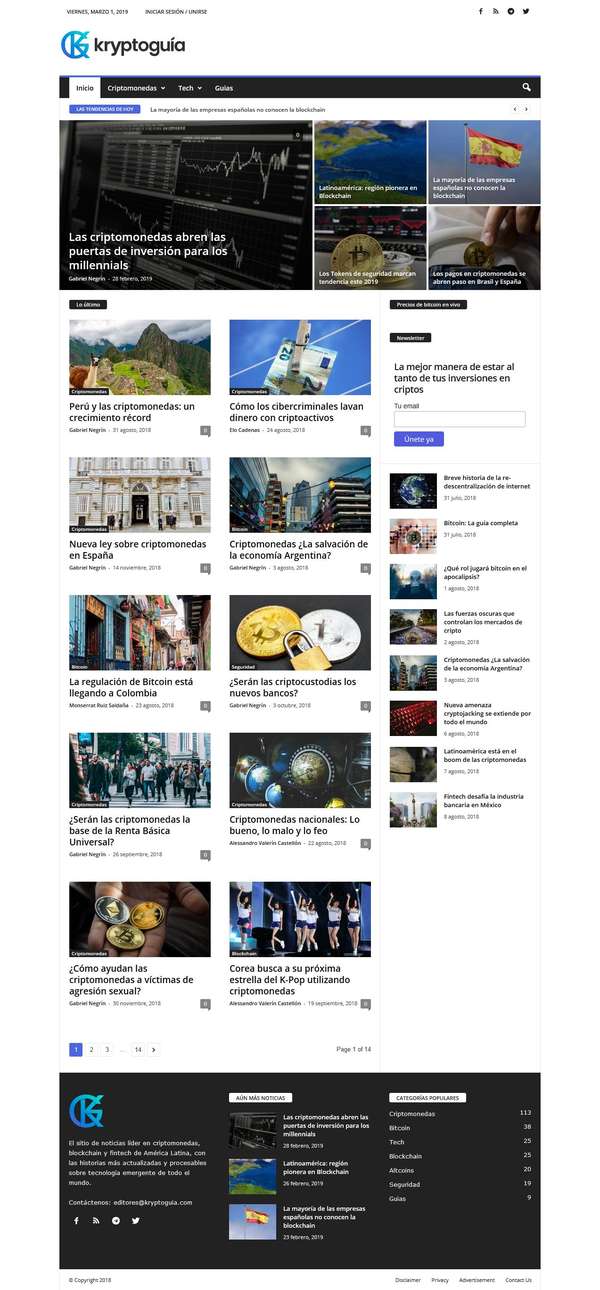 VIERNES, MARZO 1, 2019
INICIAR SESIÓN / UNIRSE
kryptoguía
Inicio
Criptomonedas
Tech
Guias
LAS TENDENCIAS DE HOY
La mayoría de las empresas españolas no conocen la blockchain
0
Las criptomonedas abren las
puertas de inversión para los
millennials
Gabriel Negrín - 28 febrero, 2019
Latinoamérica: región pionera en
Blockchain
La mayoría de las empresas
españolas no conocen la
blockchain
Los Tokens de seguridad marcan
tendencia este 2019
Los pagos en criptomonedas se
abren paso en Brasil y España
Lo último
Criptomonedas
Perú y las criptomonedas: un
crecimiento récord
Gabriel Negrín - 31 agosto, 2018
0
Criptomonedas
Cómo los cibercriminales lavan
dinero con criptoactivos
Elo Cadenas - 24 agosto, 2018
0
Criptomonedas
Nueva ley sobre criptomonedas
en España
Gabriel Negrín - 14 noviembre, 2018
0
Bitcoin
Criptomonedas ¿La salvación de
la economía Argentina?
Gabriel Negrín - 3 agosto, 2018
0
Bitcoin
La regulación de Bitcoin está
llegando a Colombia
Monserrat Ruiz Saldaña - 23 agosto, 2018
0
Seguridad
¿Serán las criptocustodias los
nuevos bancos?
Gabriel Negrín - 3 octubre, 2018
0
Criptomonedas
¿Serán las criptomonedas la
base de la Renta Básica
Universal?
Gabriel Negrín - 26 septiembre, 2018
0
Criptomonedas
Criptomonedas nacionales: Lo
bueno, lo malo y lo feo
Alessandro Valerín Castellón - 22 agosto, 2018
0
Criptomonedas
¿Cómo ayudan las
criptomonedas a víctimas de
agresión sexual?
Gabriel Negrín - 30 noviembre, 2018
0
Blockchain
Corea busca a su próxima
estrella del K-Pop utilizando
criptomonedas
Alessandro Valerín Castellón - 19 septiembre, 2018
0
1 2 3 ... 14
Page 1 of 14
Precios de bitcoin en vivo
Newsletter
La mejor manera de estar al
tanto de tus inversiones en
criptos
Tu email
Únete ya
Breve historia de la re-
descentralización de internet
31 julio, 2018
Bitcoin: La guía completa
31 julio, 2018
¿Qué rol jugará bitcoin en el
apocalipsis?
1 agosto, 2018
Las fuerzas oscuras que
controlan los mercados de
cripto
2 agosto, 2018
Criptomonedas ¿La salvación
de la economía Argentina?
3 agosto, 2018
Nueva amenaza
cryptojacking se extiende por
todo el mundo
6 agosto, 2018
Latinoamérica está en el
boom de las criptomonedas
7 agosto, 2018
Fintech desafía la industria
bancaria en México
8 agosto, 2018
El sitio de noticias líder en criptomonedas,
blockchain y fintech de América Latina, con
las historias más actualizadas y procesables
sobre tecnología emergente de todo el
mundo.
Contáctenos: editores@kryptoguia.com
AÚN MÁS NOTICIAS
Las criptomonedas abren las
puertas de inversión para los
millennials
28 febrero, 2019
Latinoamérica: región
pionera en Blockchain
26 febrero, 2019
La mayoría de las empresas
españolas no conocen la
blockchain
23 febrero, 2019
CATEGORÍAS POPULARES
Criptomonedas 113
Bitcoin 38
Tech 25
Blockchain 25
Altcoins 20
Seguridad 19
Guias 9
© Copyright 2018
Disclaimer
Privacy
Advertisement
Contact Us